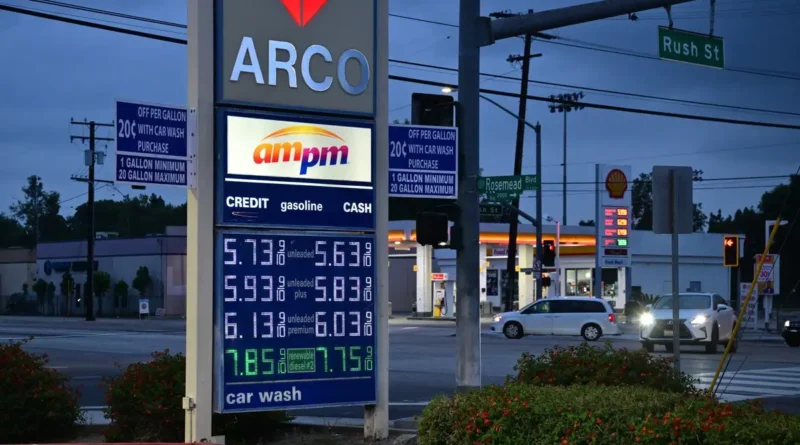 ARCO
ampm
CREDIT gasoline CASH
5.73 9/10 unleaded 5.63 9/10
5.93 9/10 unleaded plus 5.83 9/10
6.13 9/10 unleaded premium 6.03 9/10
7.85 9/10 renewable diesel #2 7.75 9/10
car wash
OFF PER GALLON
20¢ WITH CAR WASH
PURCHASE
1 GALLON MINIMUM
20 GALLON MAXIMUM
OFF PER GALLON
20¢ WITH CAR WASH
PURCHASE
1 GALLON MINIMUM
20 GALLON MAXIMUM
Rush St
ROSEMEAD Blvd
Food Mart